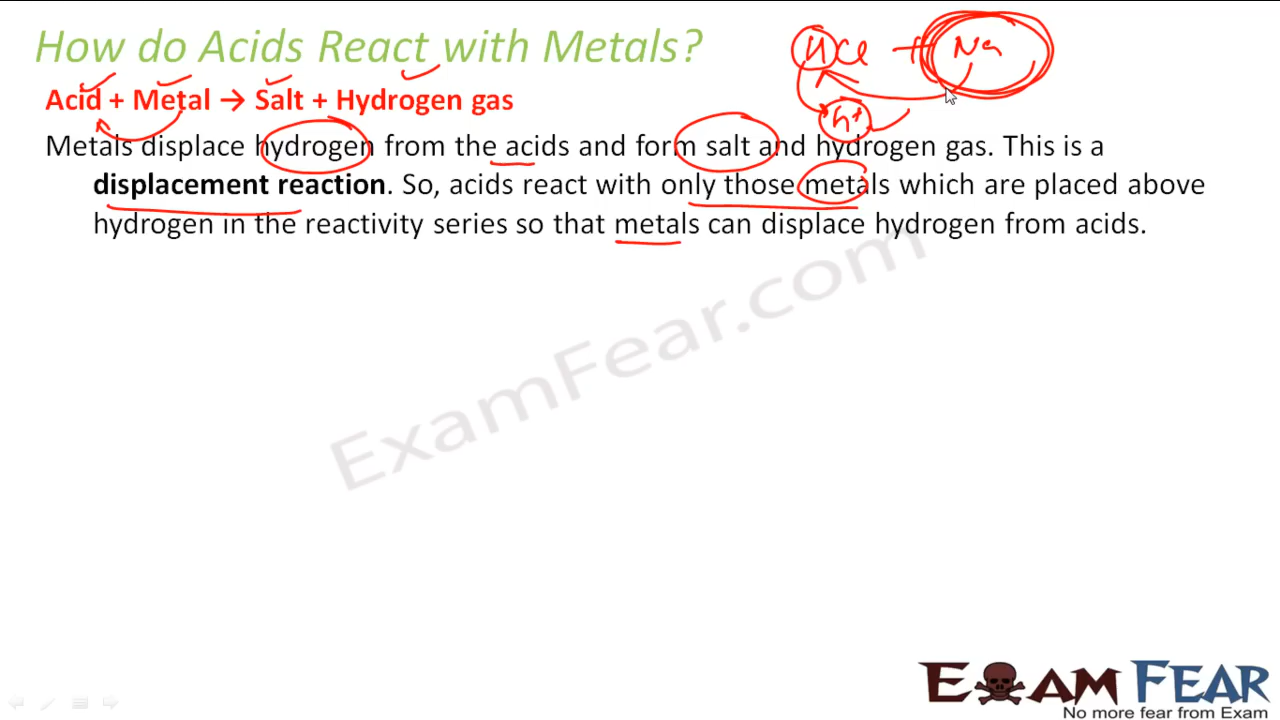 How do Acids React with Metals?
HCl + Na
Acid + Metal → Salt + Hydrogen gas
h+
Metals displace hydrogen from the acids and form salt and hydrogen gas. This is a
displacement reaction. So, acids react with only those metals which are placed above
hydrogen in the reactivity series so that metals can displace hydrogen from acids.
ExamFear.com
EXAM FEAR
No more fear from Exam